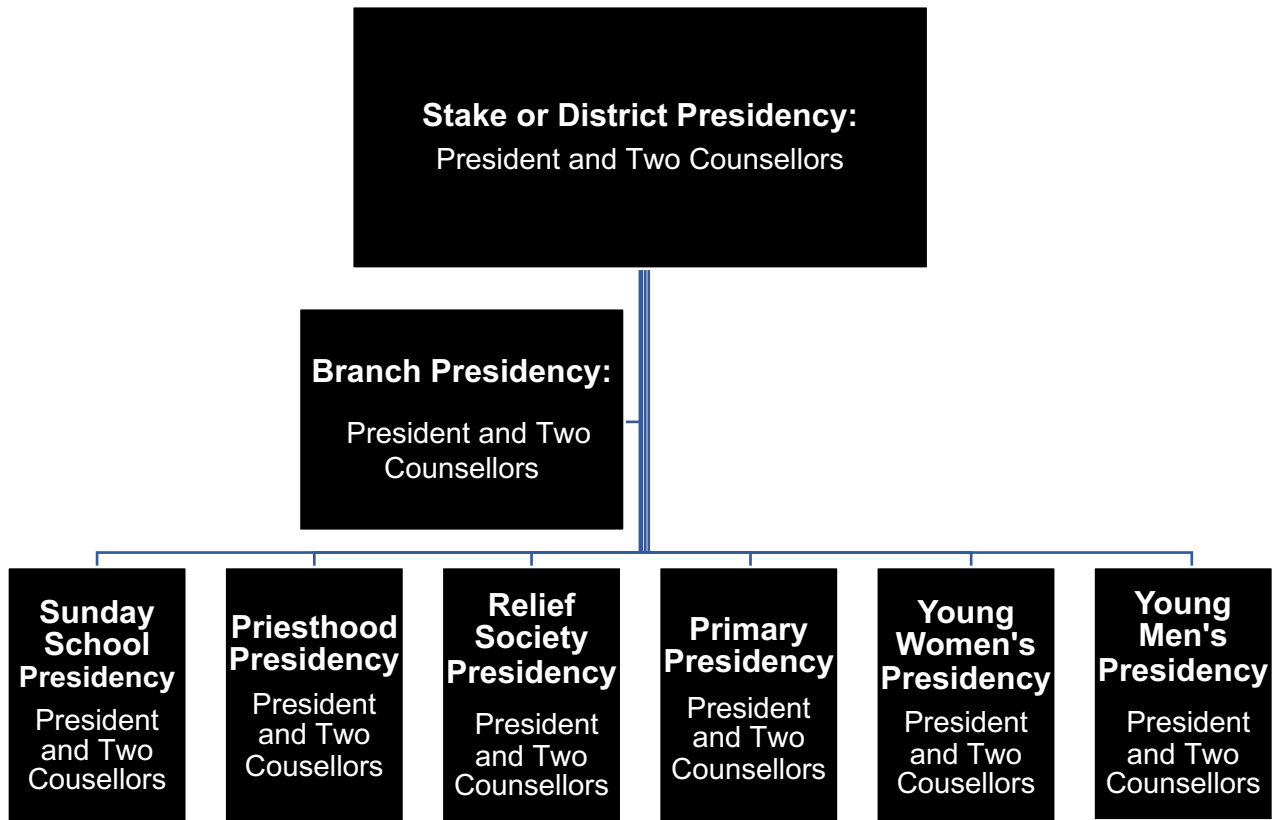 Stake or District Presidency:
President and Two Counsellors
Branch Presidency:
President and Two
Counsellors
Sunday
School
Presidency
President
and Two
Cousellors
Priesthood
Presidency
President
and Two
Cousellors
Relief
Society
Presidency
President
and Two
Counsellors
Primary
Presidency
President
and Two
Counsellors
Young
Women's
Presidency
President
and Two
Cousellors
Young
Men's
Presidency
President
and Two
Counsellors